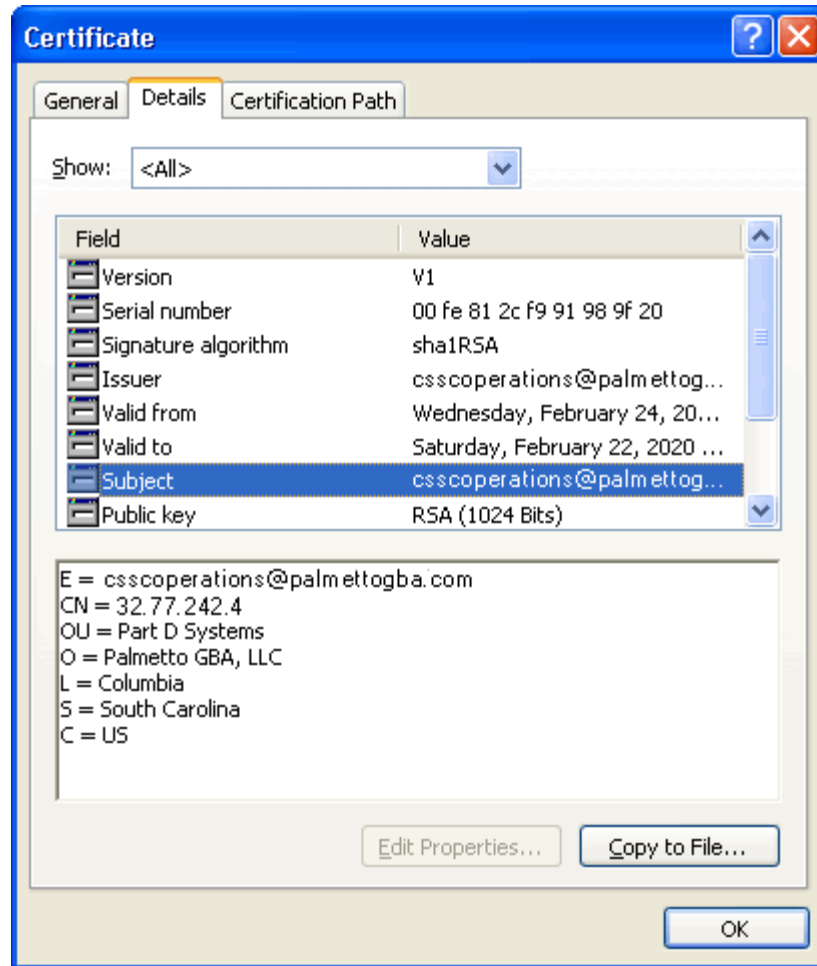 Certificate
General Details Certification Path
Show: <All>
Field Value
Version V1
Serial number 00 fe 81 2c f9 91 98 9f 20
Signature algorithm sha1RSA
Issuer csscoperations@palmettog...
Valid from Wednesday, February 24, 20...
Valid to Saturday, February 22, 2020 ...
Subject csscoperations@palmettog...
Public key RSA (1024 Bits)
E = csscoperations@palmettogba.com
CN = 32.77.242.4
OU = Part D Systems
O = Palmetto GBA, LLC
L = Columbia
S = South Carolina
C = US
Edit Properties... Copy to File...
OK